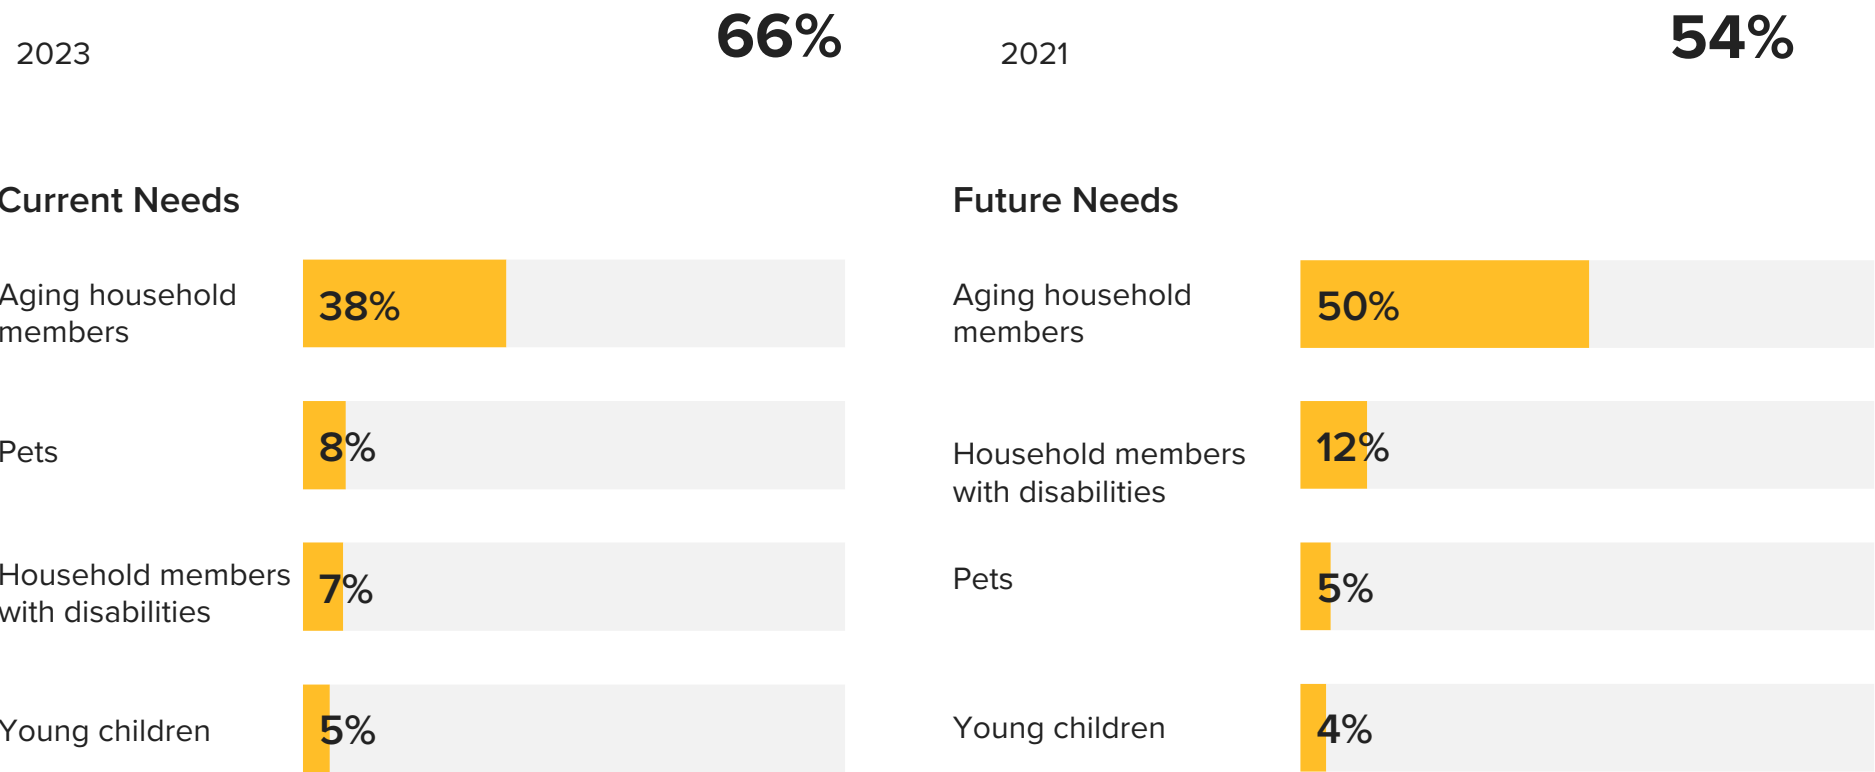 2023
66%
2021
54%
Current Needs
Aging household
members
38%
Pets
8%
Household members
with disabilities
7%
Young children
5%
Future Needs
Aging household
members
50%
Household members
with disabilities
12%
Pets
5%
Young children
4%